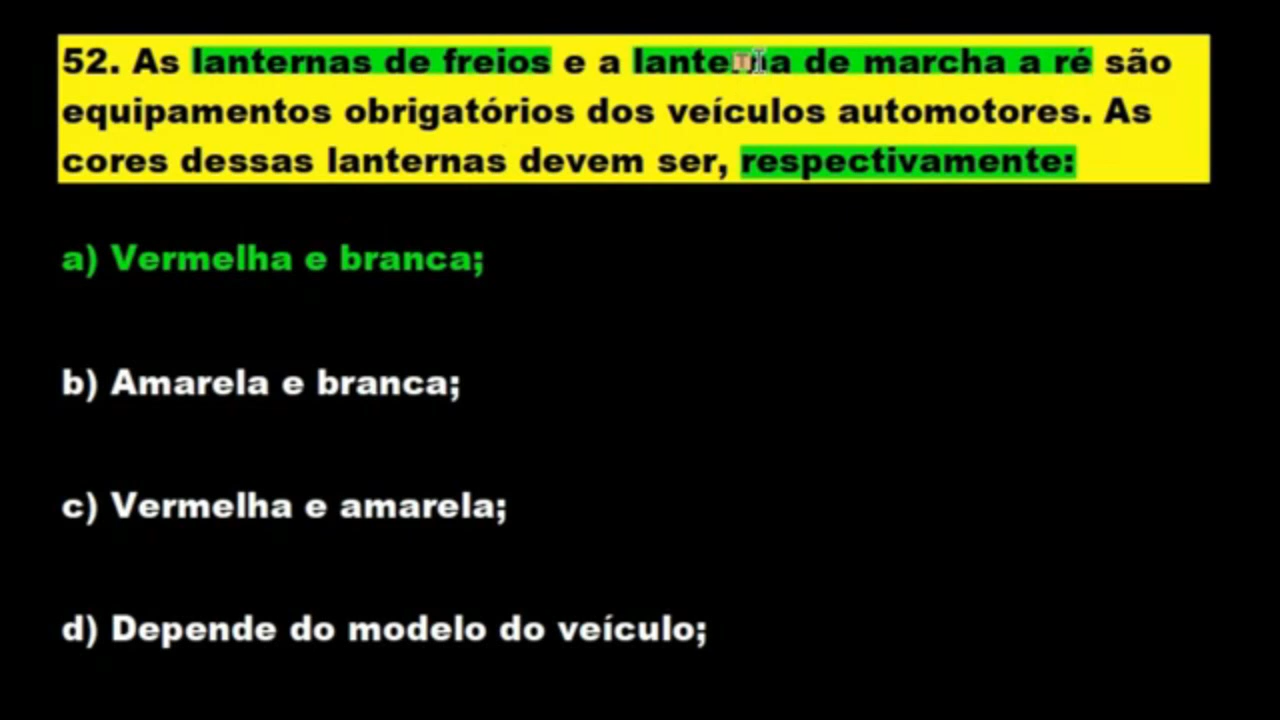 52. As lanternas de freios e a lanterna de marcha a ré são
equipamentos obrigatórios dos veículos automotores. As
cores dessas lanternas devem ser, respectivamente:
a) Vermelha e branca;
b) Amarela e branca;
c) Vermelha e amarela;
d) Depende do modelo do veículo;